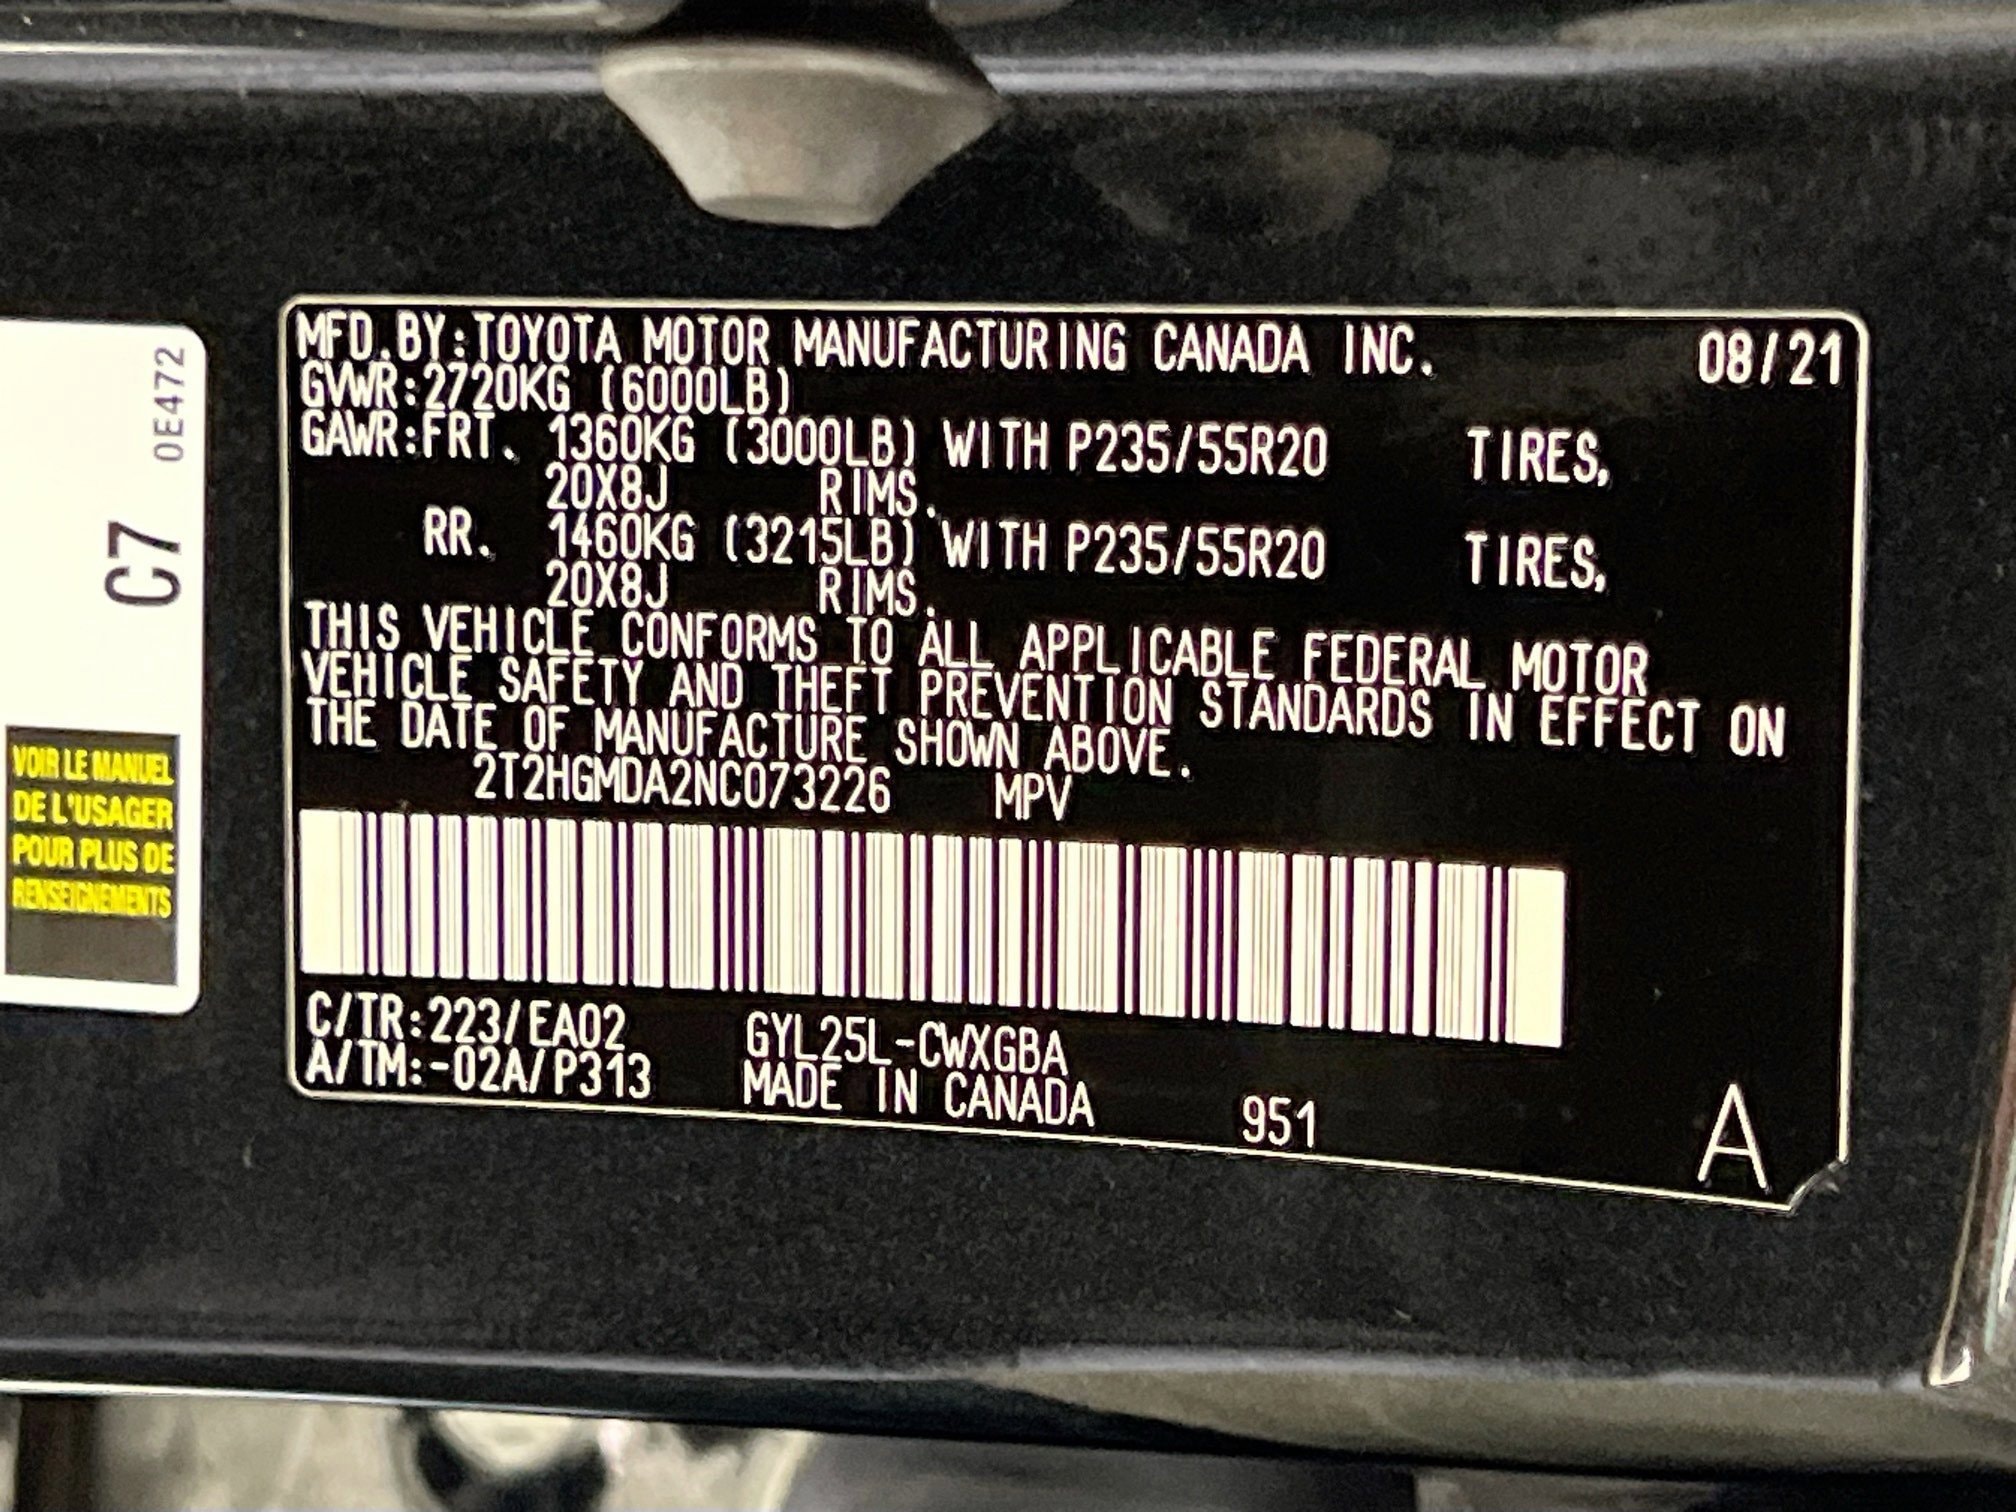 MFD.BY:TOYOTA MOTOR MANUFACTURING CANADA INC. 08/21
GVWR:2720KG (6000LB)
GAWR:FRT. 1360KG (3000LB) WITH P235/55R20 TIRES,
20X8J RIMS.
RR. 1460KG (3215LB) WITH P235/55R20 TIRES,
20X8J RIMS.
THIS VEHICLE CONFORMS TO ALL APPLICABLE FEDERAL MOTOR
VEHICLE SAFETY AND THEFT PREVENTION STANDARDS IN EFFECT ON
THE DATE OF MANUFACTURE SHOWN ABOVE.
2T2HGMDA2NC073226 MPV
C/TR:223/EA02 GYL25L-CWXGBA
A/TM:-02A/P313 MADE IN CANADA 951 A
0E472
C7
VOIR LE MANUEL
DE L'USAGER
POUR PLUS DE
RENSEIGNEMENTS